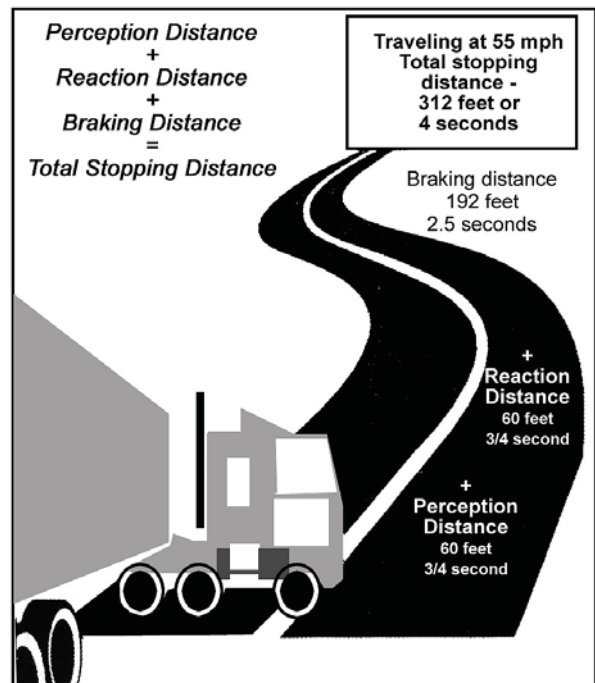 Perception Distance
+
Reaction Distance
+
Braking Distance
=
Total Stopping Distance
Traveling at 55 mph
Total stopping
distance -
312 feet or
4 seconds
Braking distance
192 feet
2.5 seconds
+
Reaction
Distance
60 feet
3/4 second
+
Perception
Distance
60 feet
3/4 second